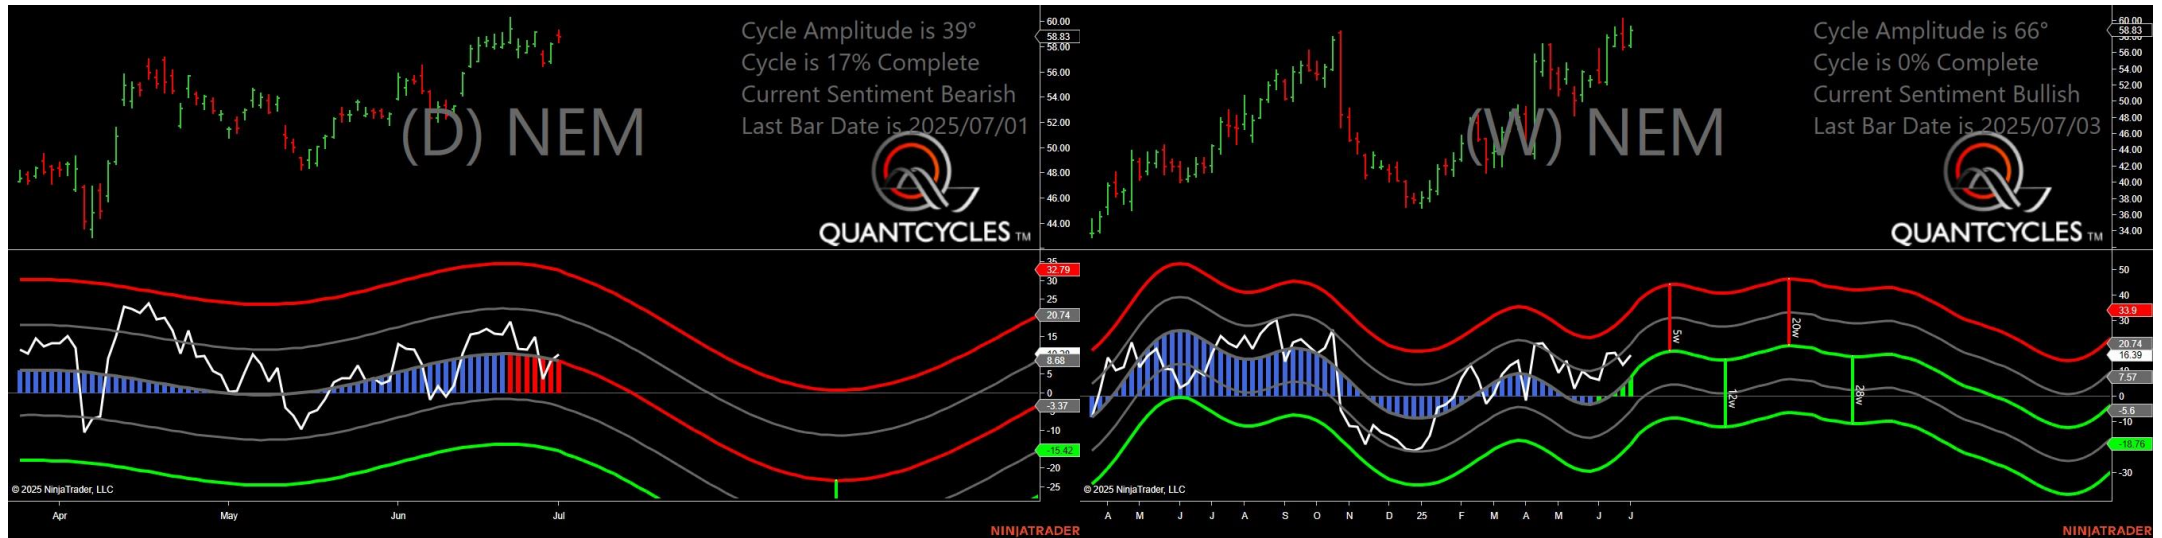 Cycle Amplitude is 39°
Cycle is 17% Complete
Current Sentiment Bearish
Last Bar Date is 2025/07/01
(D) NEM
QUANTCYCLES TM
60.00
58.83
58.00
56.00
54.00
52.00
50.00
48.00
46.00
44.00
35
32.79
30
25
20.74
15
8.68
5
0
-3.37
-10
-15.42
-20
-25
© 2025 NinjaTrader, LLC
Apr May Jun Jul
NINJATRADER
Cycle Amplitude is 66°
Cycle is 0% Complete
Current Sentiment Bullish
Last Bar Date is 2025/07/03
(W) NEM
QUANTCYCLES TM
60.00
58.83
56.00
54.00
52.00
50.00
48.00
46.00
44.00
42.00
40.00
38.00
36.00
34.00
5w
20w
12w
28w
50
40
33.9
30
20.74
16.39
7.57
0
-5.6
-10
-18.76
-30
© 2025 NinjaTrader, LLC
A M J J A S O N D 25 F M A M J J
NINJATRADER